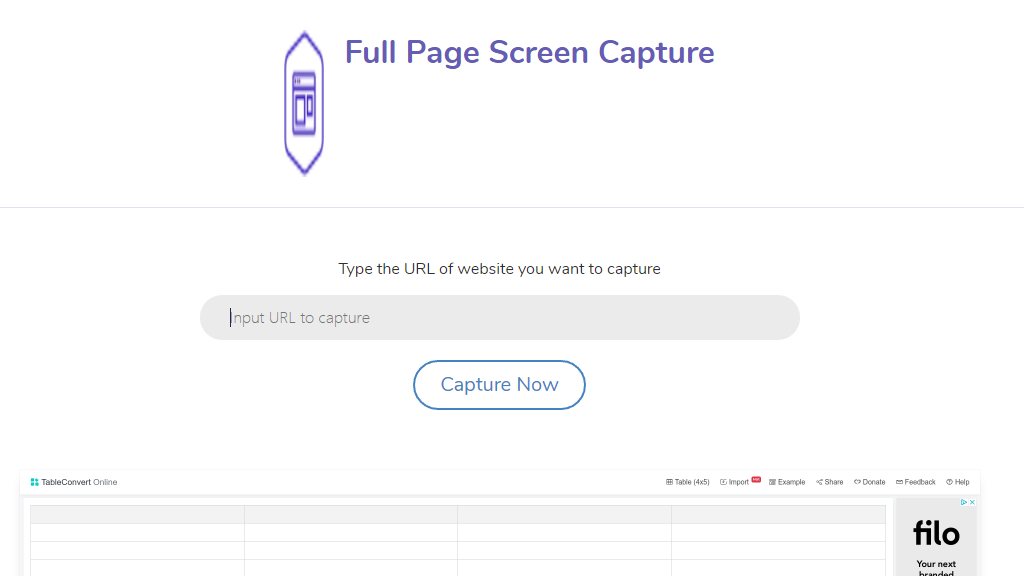 Full Page Screen Capture
Type the URL of website you want to capture
Input URL to capture
Capture Now
TableConvert Online
Table (4x5) Import Example Share Donate Feedback Help
filo
Your next
branded